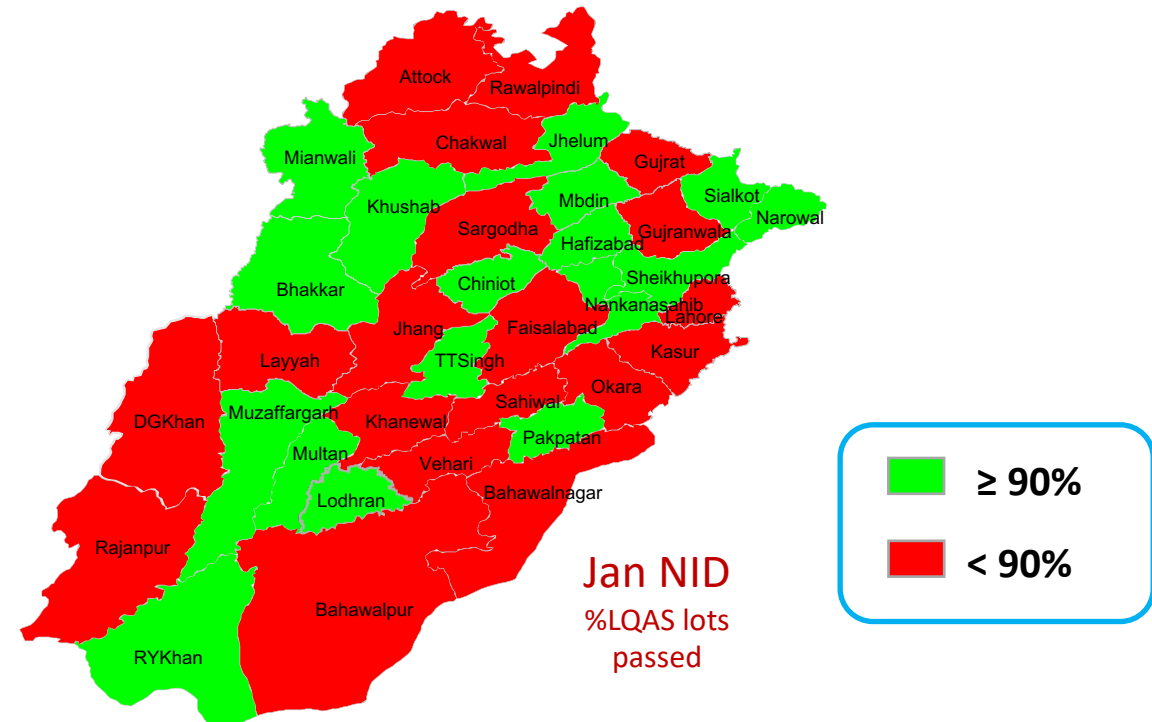 Attock
Rawalpindi
Chakwal
Jhelum
Mianwali
Gujrat
Khushab
Mbdin
Sialkot
Narowal
Sargodha
Hafizabad
Gujranwala
Bhakkar
Chiniot
Sheikhupora
Nankanasahib
Lahore
Jhang
Faisalabad
Layyah
TTSingh
Kasur
Okara
Muzaffargarh
DGKhan
Khanewal
Sahiwal
Pakpatan
Multan
Vehari
Lodhran
Bahawalnagar
Rajanpur
Bahawalpur
RYKhan
Jan NID
%LQAS lots
passed
≥ 90%
< 90%